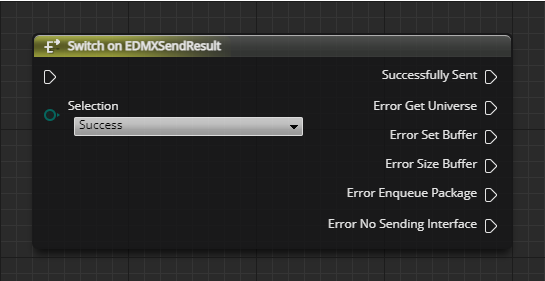 Switch on EDMXSendResult
Successfully Sent
Selection
Success
Error Get Universe
Error Set Buffer
Error Size Buffer
Error Enqueue Package
Error No Sending Interface